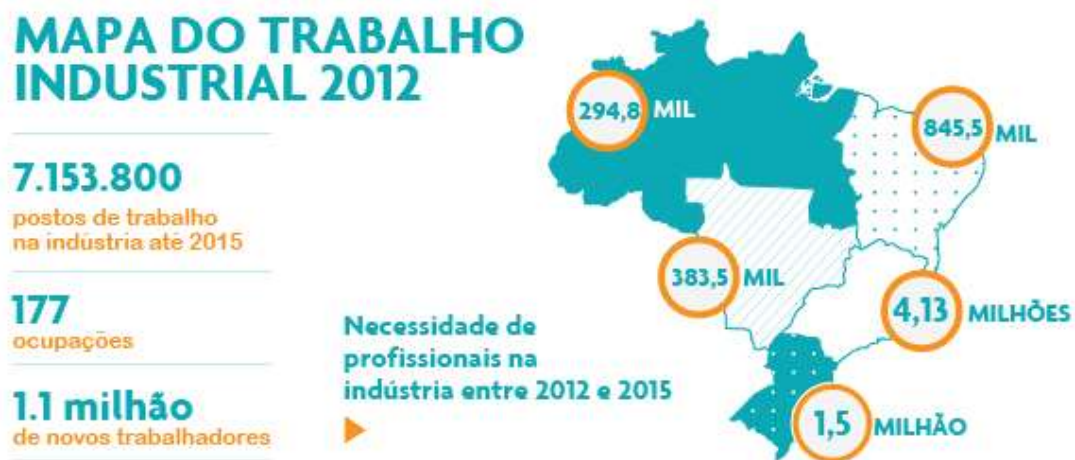 MAPA DO TRABALHO
INDUSTRIAL 2012
7.153.800
postos de trabalho
na indústria até 2015
177
ocupações
1.1 milhão
de novos trabalhadores
Necessidade de
profissionais na
indústria entre 2012 e 2015
294,8 MIL
845,5 MIL
383,5 MIL
4,13 MILHÕES
1,5 MILHÃO